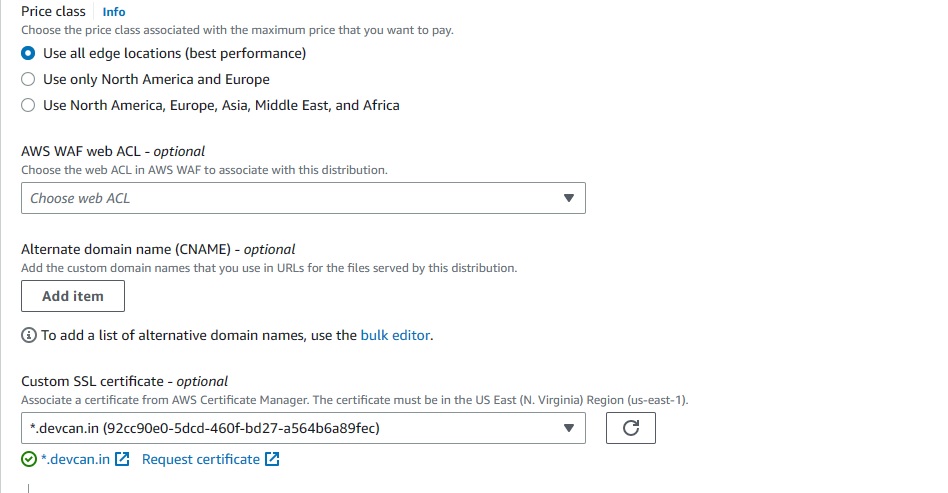 Price class Info
Choose the price class associated with the maximum price that you want to pay.
Use all edge locations (best performance)
Use only North America and Europe
Use North America, Europe, Asia, Middle East, and Africa
AWS WAF web ACL - optional
Choose the web ACL in AWS WAF to associate with this distribution.
Choose web ACL
Alternate domain name (CNAME) - optional
Add the custom domain names that you use in URLs for the files served by this distribution.
Add item
To add a list of alternative domain names, use the bulk editor.
Custom SSL certificate - optional
Associate a certificate from AWS Certificate Manager. The certificate must be in the US East (N. Virginia) Region (us-east-1).
*.devcan.in (92cc90e0-5dcd-460f-bd27-a564b6a89fec)
*.devcan.in Request certificate